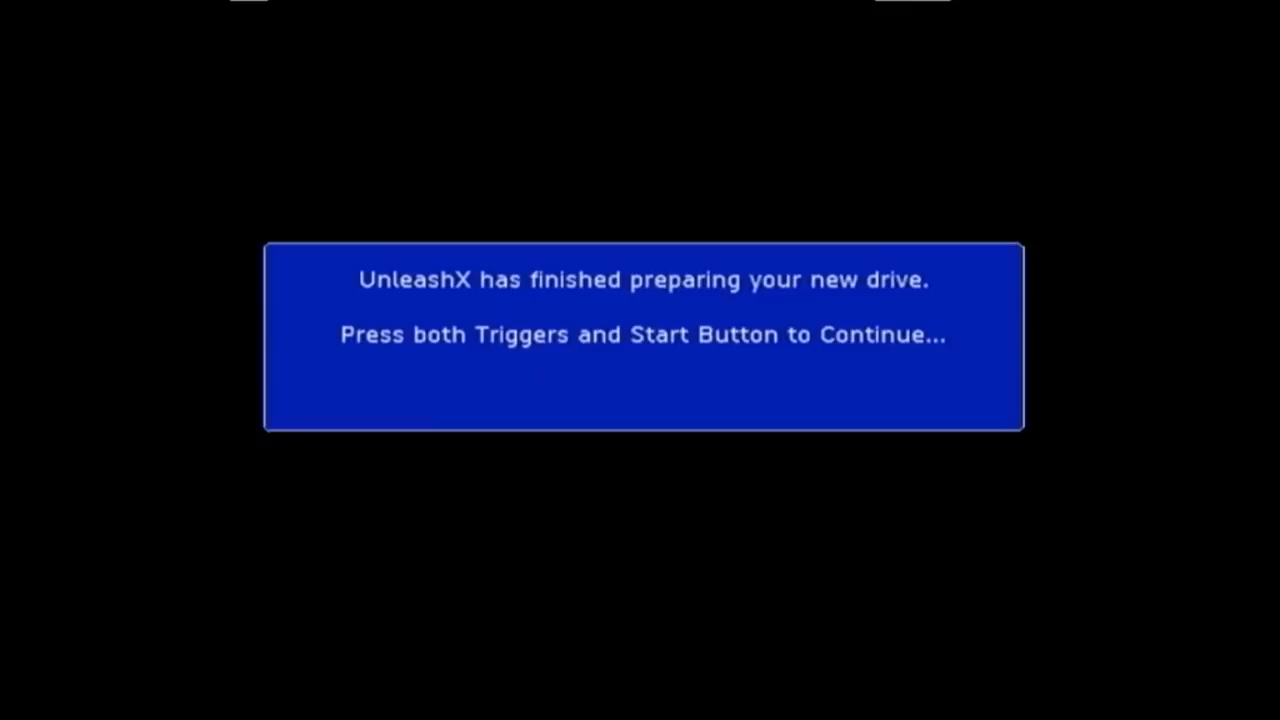 UnleashX has finished preparing your new drive.
Press both Triggers and Start Button to Continue...